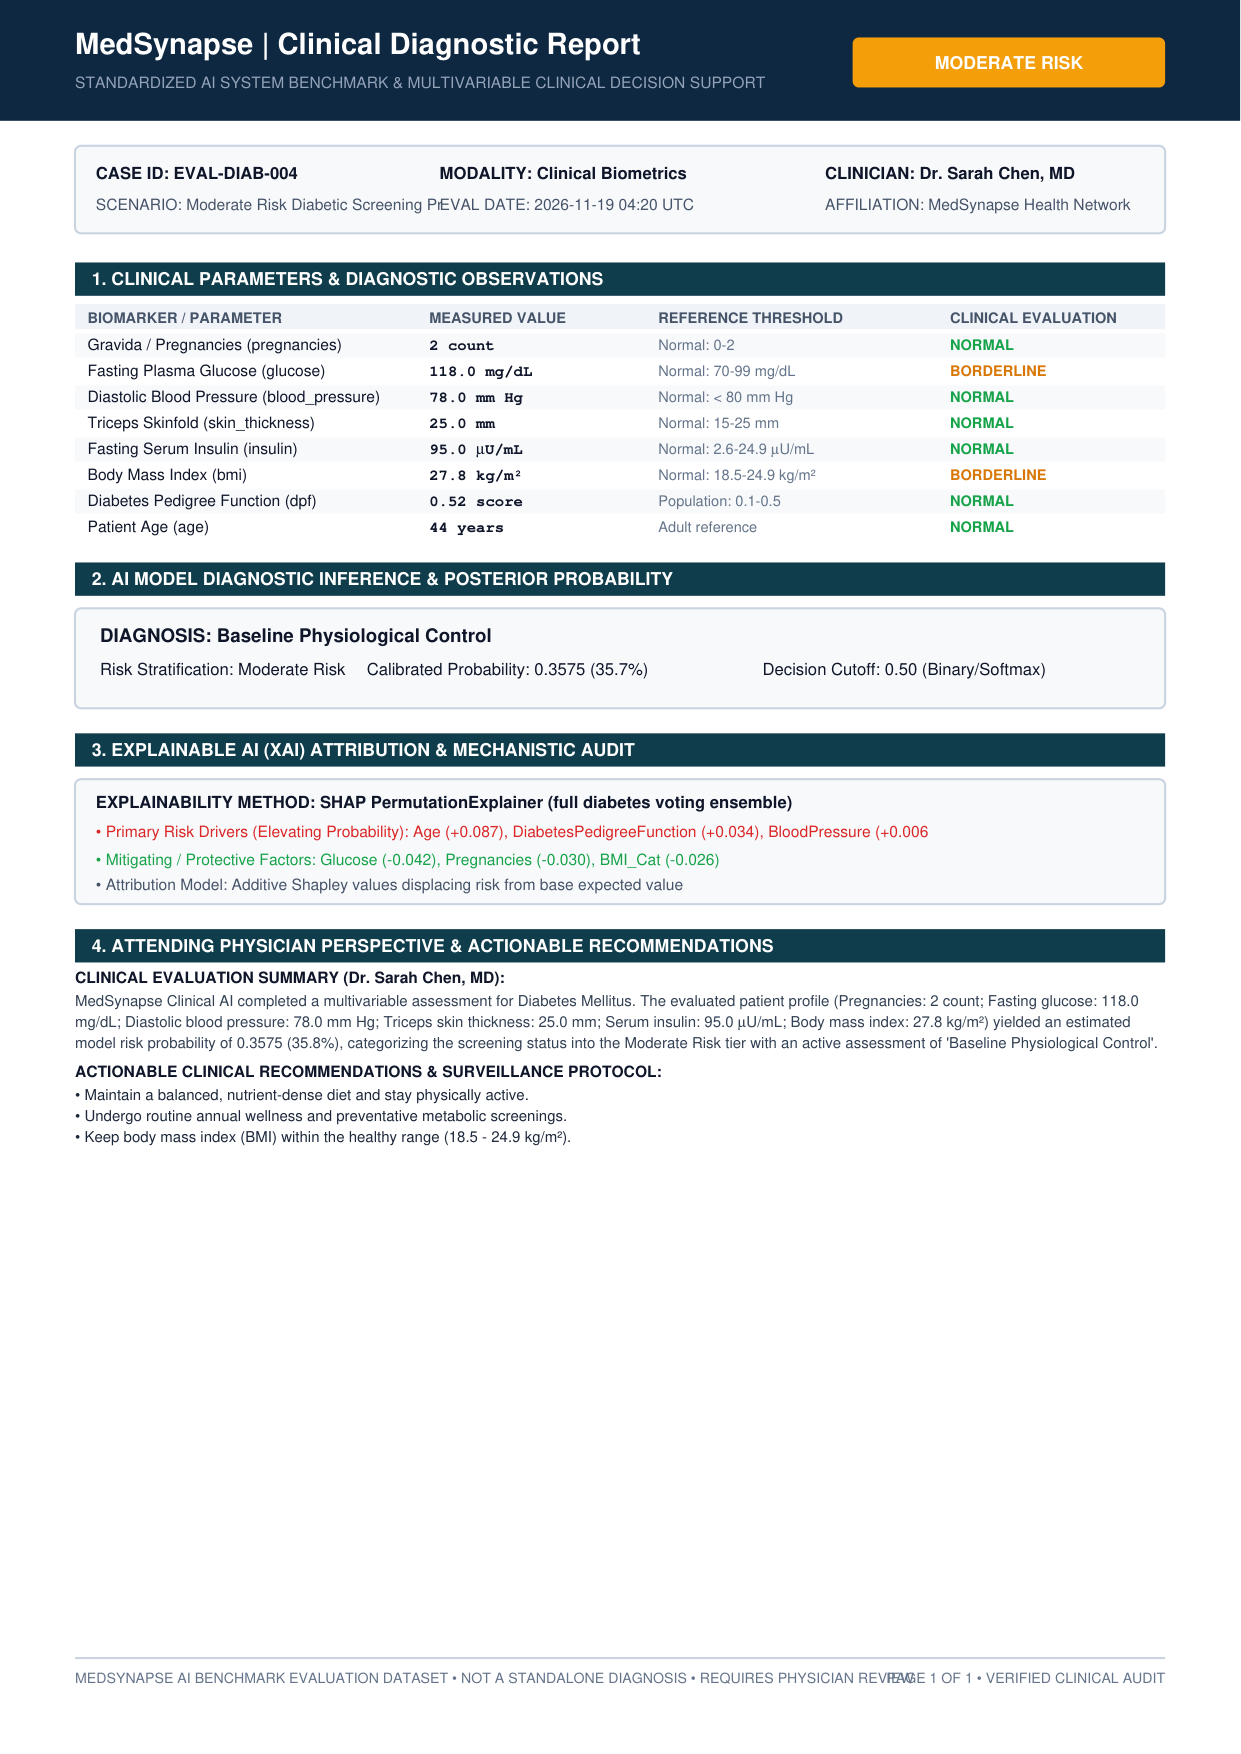 MedSynapse | Clinical Diagnostic Report
STANDARDIZED AI SYSTEM BENCHMARK & MULTIVARIABLE CLINICAL DECISION SUPPORT
MODERATE RISK
CASE ID: EVAL-DIAB-004 MODALITY: Clinical Biometrics CLINICIAN: Dr. Sarah Chen, MD
SCENARIO: Moderate Risk Diabetic Screening Pr EVAL DATE: 2026-11-19 04:20 UTC AFFILIATION: MedSynapse Health Network
1. CLINICAL PARAMETERS & DIAGNOSTIC OBSERVATIONS
BIOMARKER / PARAMETER MEASURED VALUE REFERENCE THRESHOLD CLINICAL EVALUATION
Gravida / Pregnancies (pregnancies) 2 count Normal: 0-2 NORMAL
Fasting Plasma Glucose (glucose) 118.0 mg/dL Normal: 70-99 mg/dL BORDERLINE
Diastolic Blood Pressure (blood_pressure) 78.0 mm Hg Normal: < 80 mm Hg NORMAL
Triceps Skinfold (skin_thickness) 25.0 mm Normal: 15-25 mm NORMAL
Fasting Serum Insulin (insulin) 95.0 μU/mL Normal: 2.6-24.9 μU/mL NORMAL
Body Mass Index (bmi) 27.8 kg/m² Normal: 18.5-24.9 kg/m² BORDERLINE
Diabetes Pedigree Function (dpf) 0.52 score Population: 0.1-0.5 NORMAL
Patient Age (age) 44 years Adult reference NORMAL
2. AI MODEL DIAGNOSTIC INFERENCE & POSTERIOR PROBABILITY
DIAGNOSIS: Baseline Physiological Control
Risk Stratification: Moderate Risk Calibrated Probability: 0.3575 (35.7%) Decision Cutoff: 0.50 (Binary/Softmax)
3. EXPLAINABLE AI (XAI) ATTRIBUTION & MECHANISTIC AUDIT
EXPLAINABILITY METHOD: SHAP PermutationExplainer (full diabetes voting ensemble)
• Primary Risk Drivers (Elevating Probability): Age (+0.087), DiabetesPedigreeFunction (+0.034), BloodPressure (+0.006
• Mitigating / Protective Factors: Glucose (-0.042), Pregnancies (-0.030), BMI_Cat (-0.026)
• Attribution Model: Additive Shapley values displacing risk from base expected value
4. ATTENDING PHYSICIAN PERSPECTIVE & ACTIONABLE RECOMMENDATIONS
CLINICAL EVALUATION SUMMARY (Dr. Sarah Chen, MD):
MedSynapse Clinical AI completed a multivariable assessment for Diabetes Mellitus. The evaluated patient profile (Pregnancies: 2 count; Fasting glucose: 118.0
mg/dL; Diastolic blood pressure: 78.0 mm Hg; Triceps skin thickness: 25.0 mm; Serum insulin: 95.0 μU/mL; Body mass index: 27.8 kg/m²) yielded an estimated
model risk probability of 0.3575 (35.8%), categorizing the screening status into the Moderate Risk tier with an active assessment of 'Baseline Physiological Control'.
ACTIONABLE CLINICAL RECOMMENDATIONS & SURVEILLANCE PROTOCOL:
• Maintain a balanced, nutrient-dense diet and stay physically active.
• Undergo routine annual wellness and preventative metabolic screenings.
• Keep body mass index (BMI) within the healthy range (18.5 - 24.9 kg/m²).
MEDSYNAPSE AI BENCHMARK EVALUATION DATASET • NOT A STANDALONE DIAGNOSIS • REQUIRES PHYSICIAN REVIEW PAGE 1 OF 1 • VERIFIED CLINICAL AUDIT